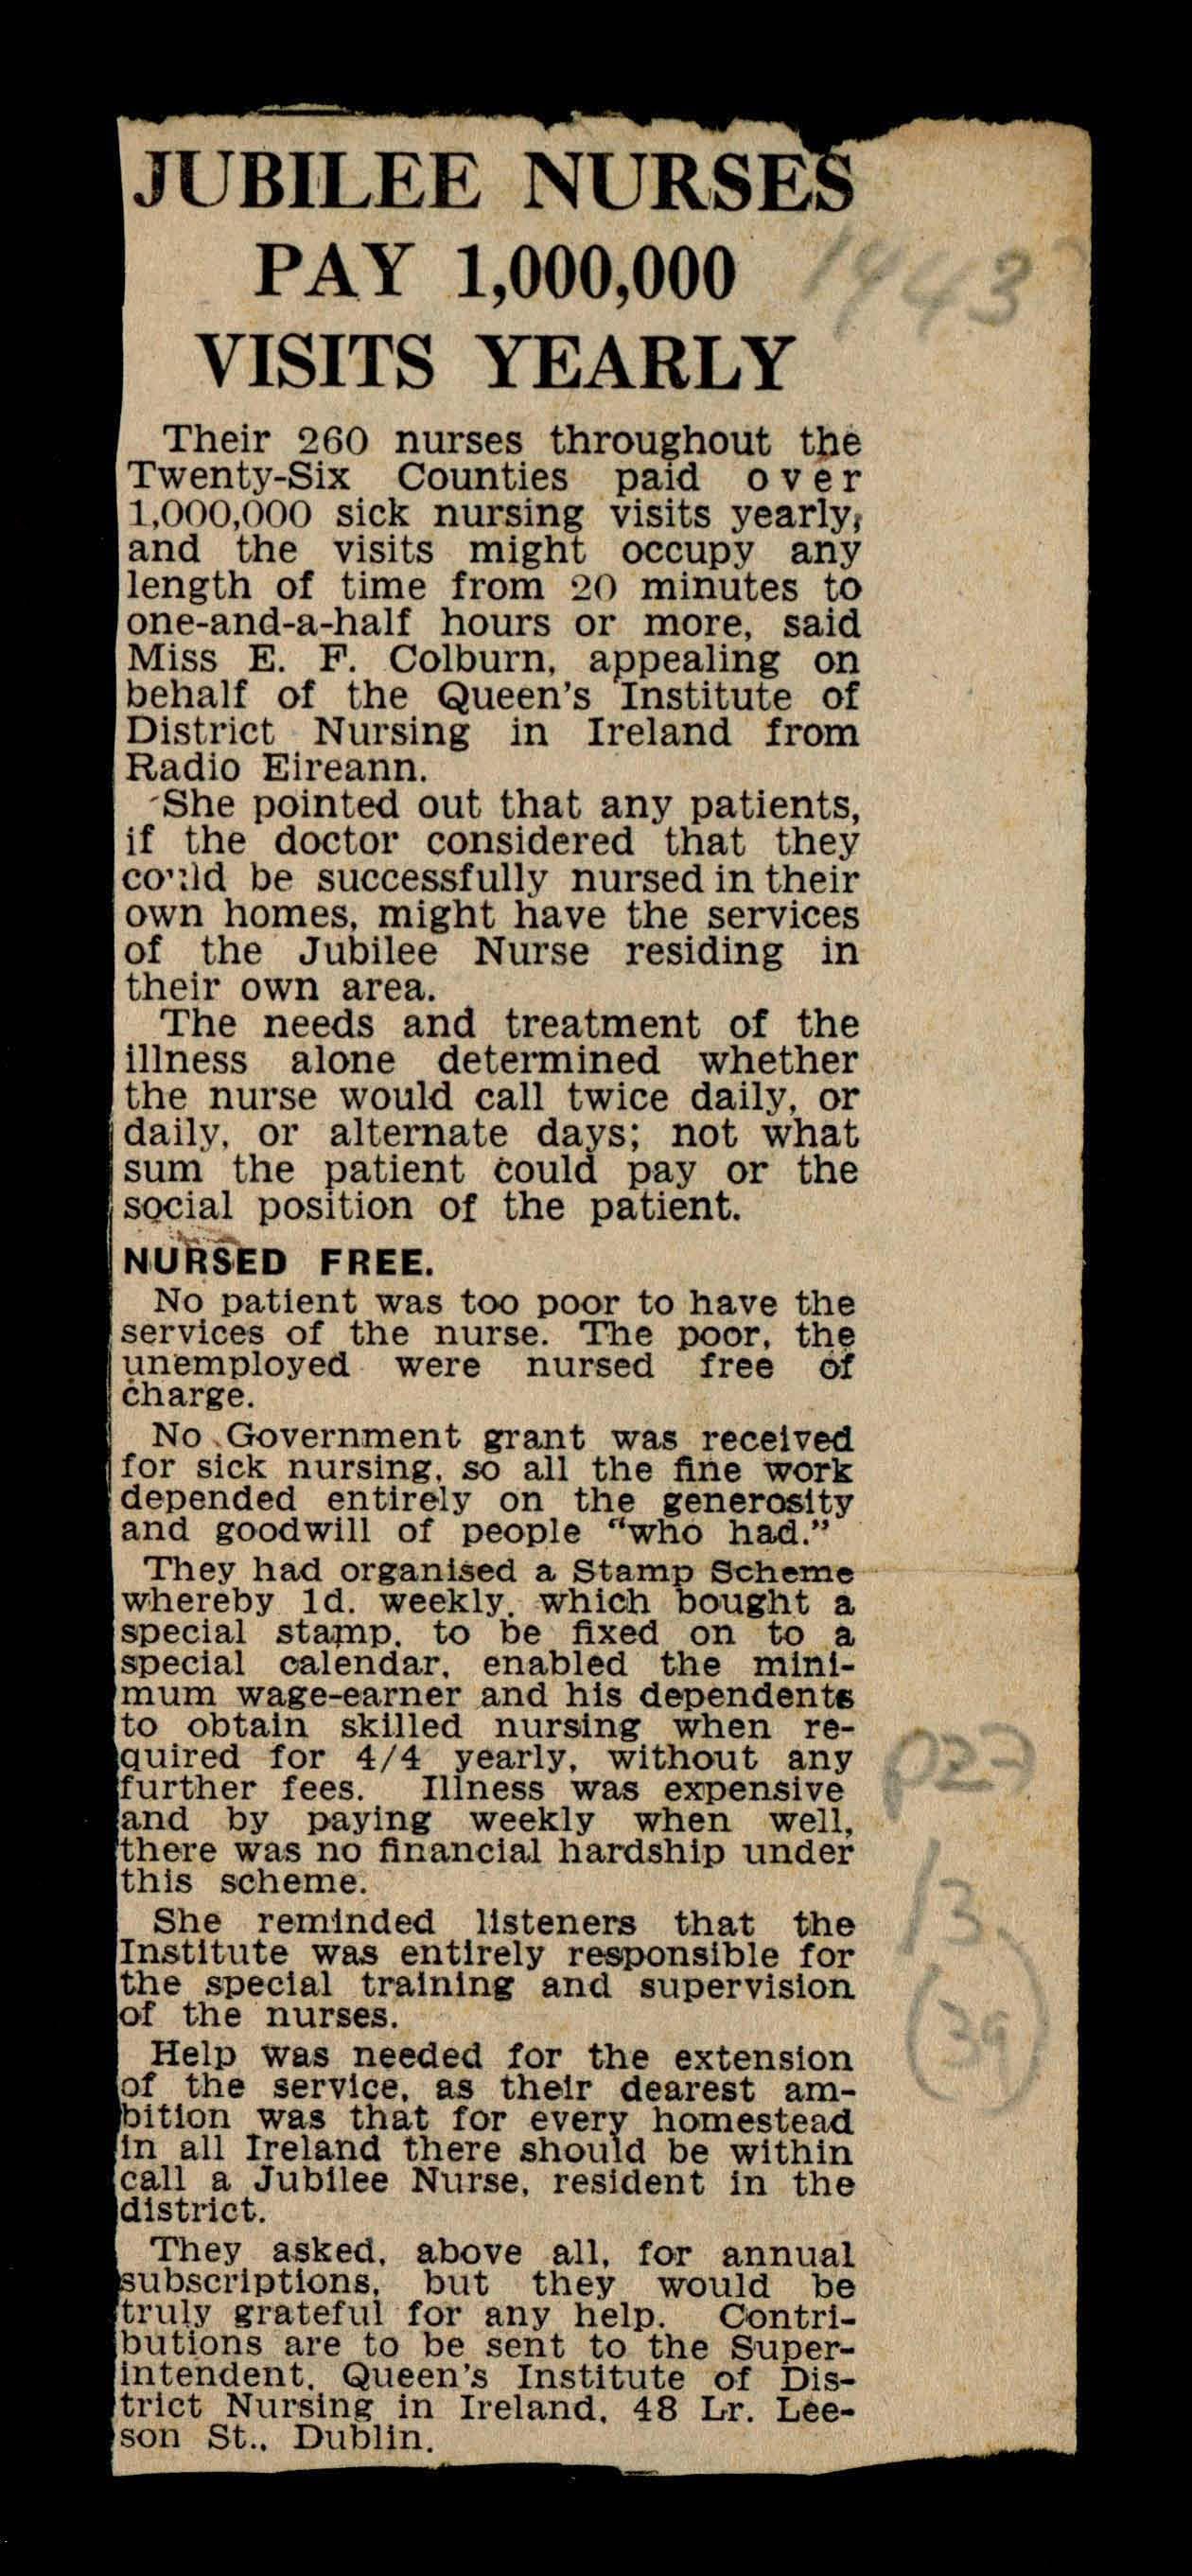 JUBILEE NURSES
PAY 1,000,000
VISITS YEARLY
1943
Their 260 nurses throughout the
Twenty-Six Counties paid over
1,000,000 sick nursing visits yearly,
and the visits might occupy any
length of time from 20 minutes to
one-and-a-half hours or more, said
Miss E. F. Colburn, appealing on
behalf of the Queen's Institute of
District Nursing in Ireland from
Radio Eireann.
She pointed out that any patients,
if the doctor considered that they
could be successfully nursed in their
own homes, might have the services
of the Jubilee Nurse residing in
their own area.
The needs and treatment of the
illness alone determined whether
the nurse would call twice daily, or
daily, or alternate days; not what
sum the patient could pay or the
social position of the patient.
NURSED FREE.
No patient was too poor to have the
services of the nurse. The poor, the
unemployed were nursed free of
charge.
No Government grant was received
for sick nursing, so all the fine work
depended entirely on the generosity
and goodwill of people "who had."
They had organised a Stamp Scheme
whereby 1d. weekly, which bought a
special stamp, to be fixed on to a
special calendar, enabled the mini-
mum wage-earner and his dependents
to obtain skilled nursing when re-
quired for 4/4 yearly, without any
further fees. Illness was expensive
and by paying weekly when well,
there was no financial hardship under
this scheme.
She reminded listeners that the
Institute was entirely responsible for
the special training and supervision
of the nurses.
Help was needed for the extension
of the service, as their dearest am-
bition was that for every homestead
in all Ireland there should be within
call a Jubilee Nurse, resident in the
district.
They asked, above all, for annual
subscriptions, but they would be
truly grateful for any help. Contri-
butions are to be sent to the Super-
intendent, Queen's Institute of Dis-
trict Nursing in Ireland, 48 Lr. Lee-
son St., Dublin.
P27
/3
(39)